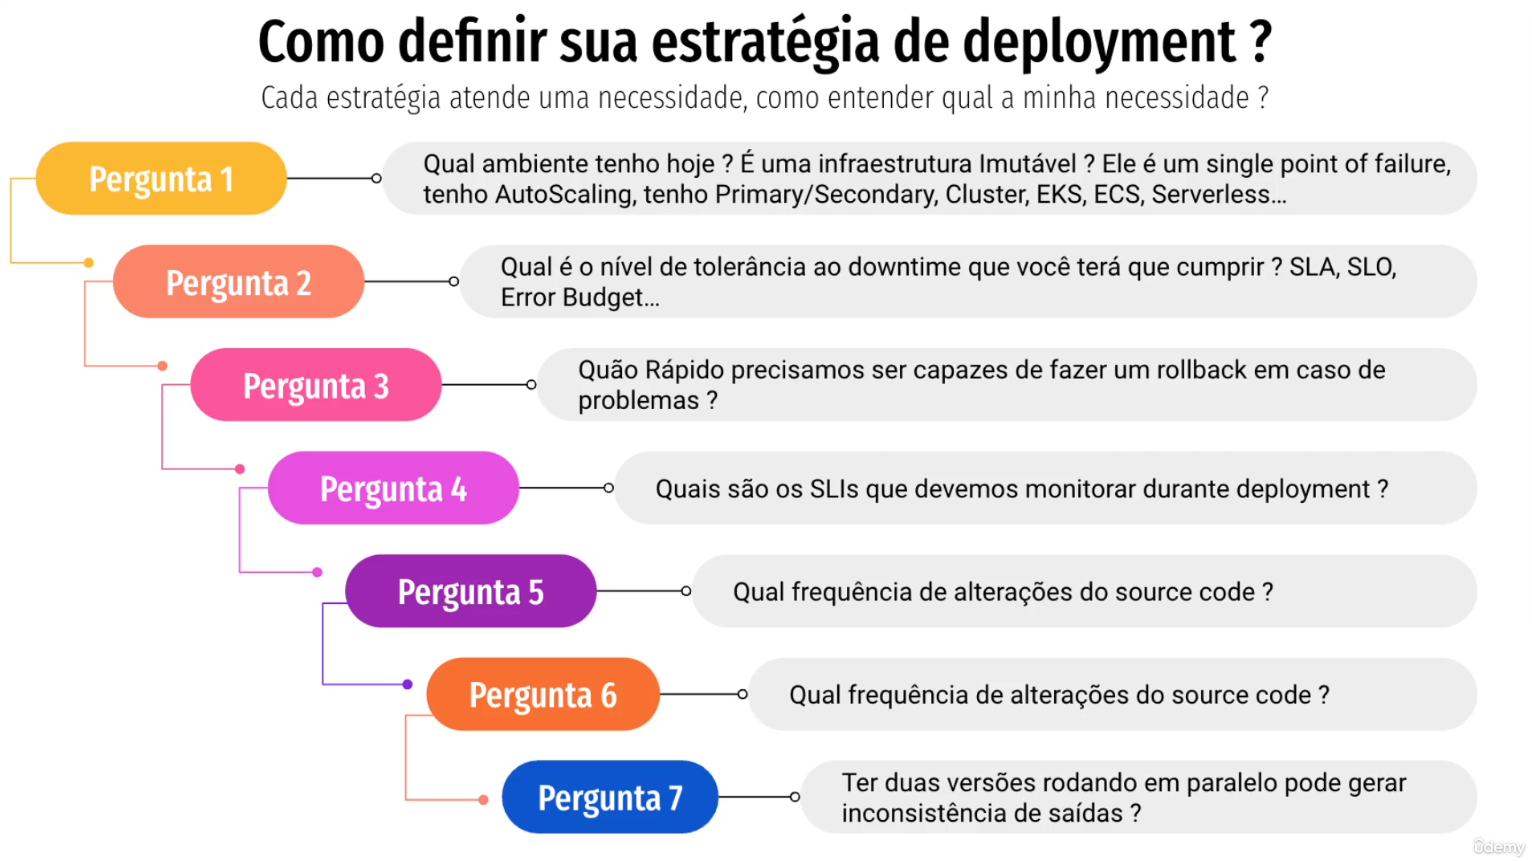 Como definir sua estratégia de deployment ?
Cada estratégia atende uma necessidade, como entender qual a minha necessidade ?
Pergunta 1
Qual ambiente tenho hoje ? É uma infraestrutura Imutável ? Ele é um single point of failure,
tenho AutoScaling, tenho Primary/Secondary, Cluster, EKS, ECS, Serverless...
Pergunta 2
Qual é o nível de tolerância ao downtime que você terá que cumprir ? SLA, SLO,
Error Budget...
Pergunta 3
Quão Rápido precisamos ser capazes de fazer um rollback em caso de
problemas ?
Pergunta 4
Quais são os SLIs que devemos monitorar durante deployment ?
Pergunta 5
Qual frequência de alterações do source code ?
Pergunta 6
Qual frequência de alterações do source code ?
Pergunta 7
Ter duas versões rodando em paralelo pode gerar
inconsistência de saídas ?
ûdemy